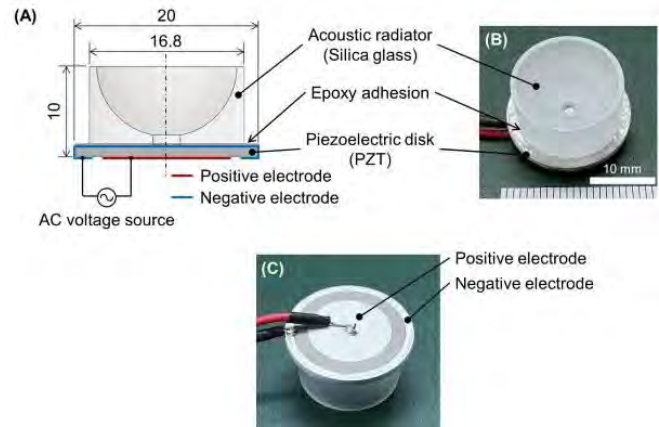 (A)
20
16.8
10
Acoustic radiator
(Silica glass)
(B)
Epoxy adhesion
Piezoelectric disk
(PZT)
10 mm
Positive electrode
Negative electrode
AC voltage source
(C)
Positive electrode
Negative electrode